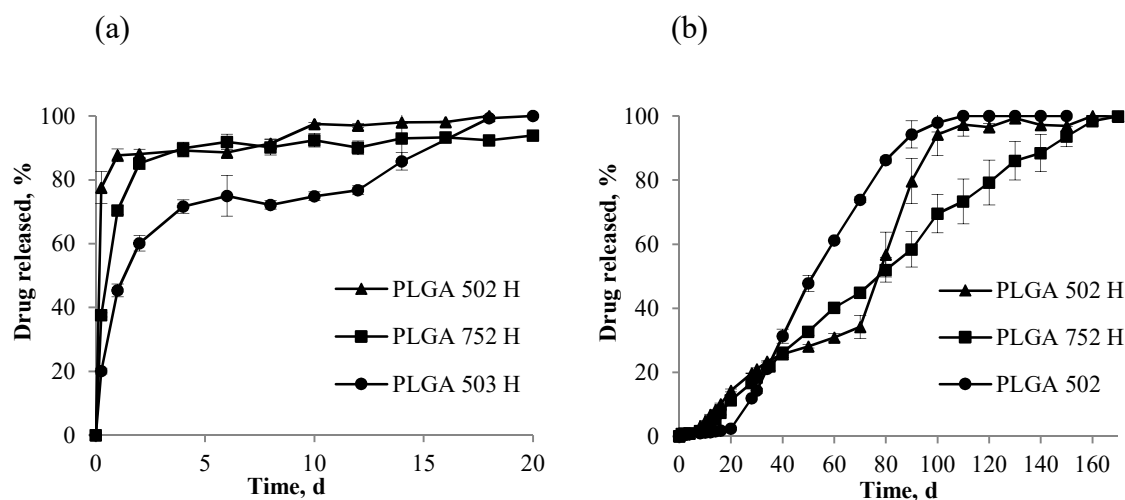 (a)
Drug released, %
100
80
60
40
20
0
PLGA 502 H
PLGA 752 H
PLGA 503 H
0 5 10 15 20
Time, d
(b)
Drug released, %
100
80
60
40
20
0
PLGA 502 H
PLGA 752 H
PLGA 502
0 20 40 60 80 100 120 140 160
Time, d